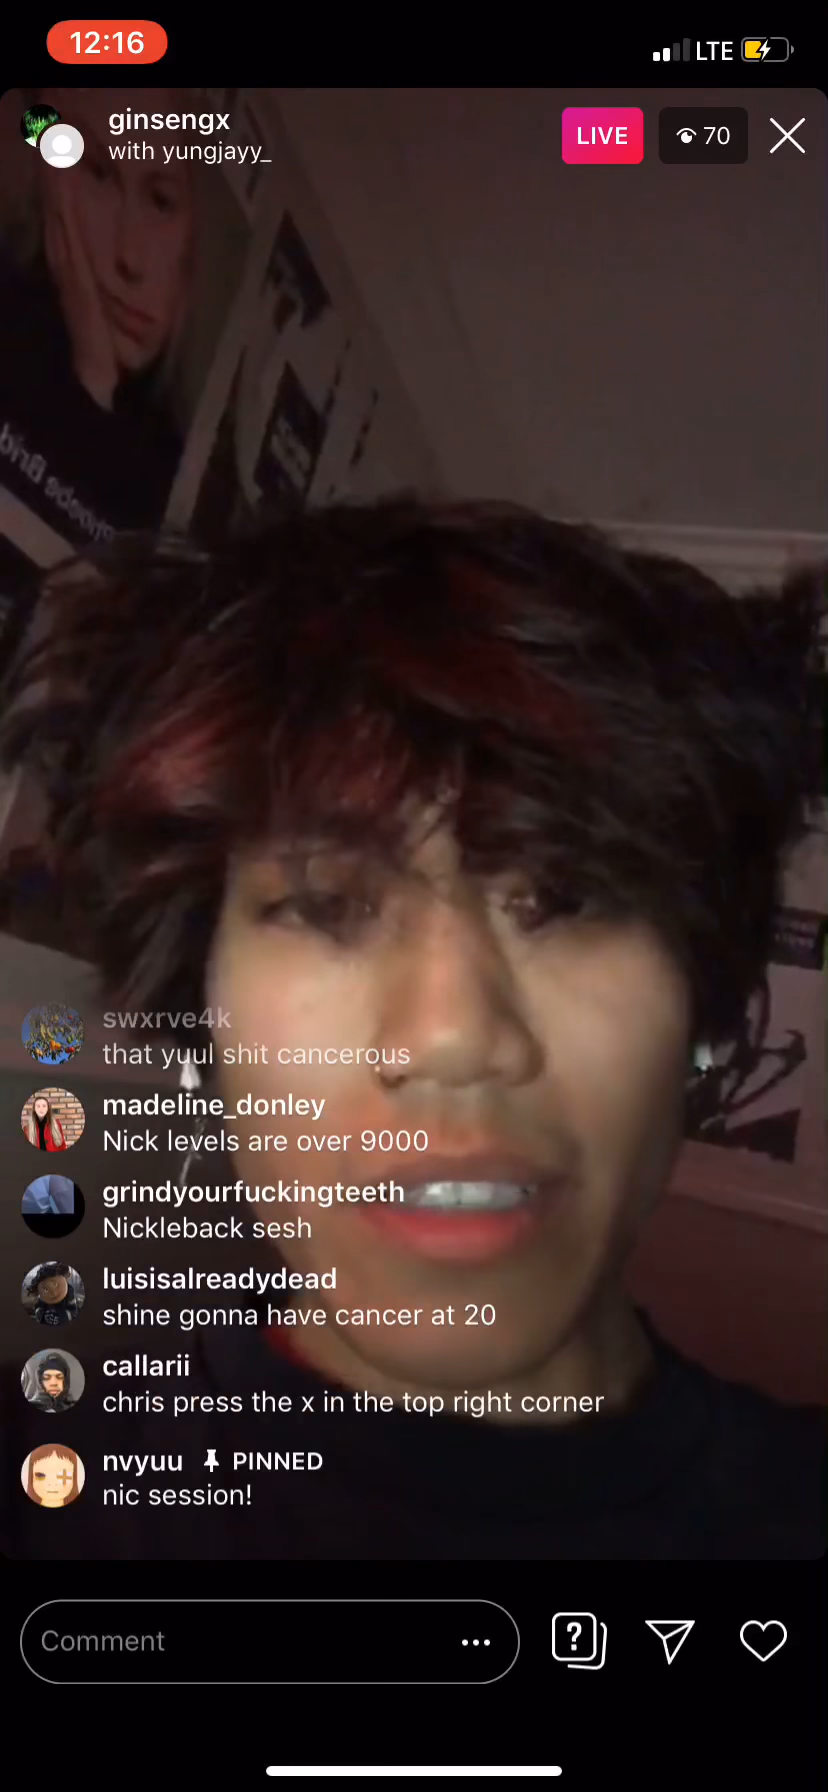 12:16
LTE
ginsengx
with yungjayy_
LIVE
70
swxrve4k
that yuul shit cancerous
madeline_donley
Nick levels are over 9000
grindyourfuckingteeth
Nickleback sesh
luisisalreadydead
shine gonna have cancer at 20
callarii
chris press the x in the top right corner
nvyuu PINNED
nic session!
Comment